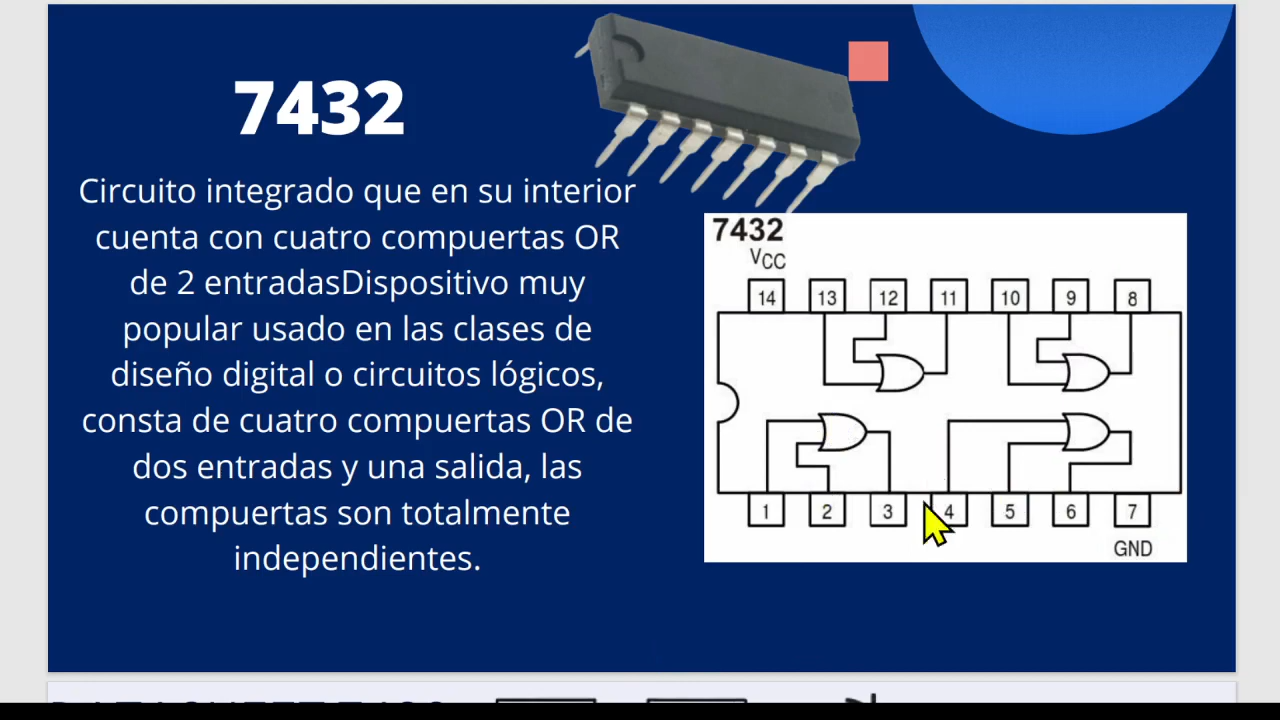 7432
Circuito integrado que en su interior
cuenta con cuatro compuertas OR
de 2 entradasDispositivo muy
popular usado en las clases de
diseño digital o circuitos lógicos,
consta de cuatro compuertas OR de
dos entradas y una salida, las
compuertas son totalmente
independientes.
7432
VCC
14 13 12 11 10 9 8
1 2 3 4 5 6 7
GND